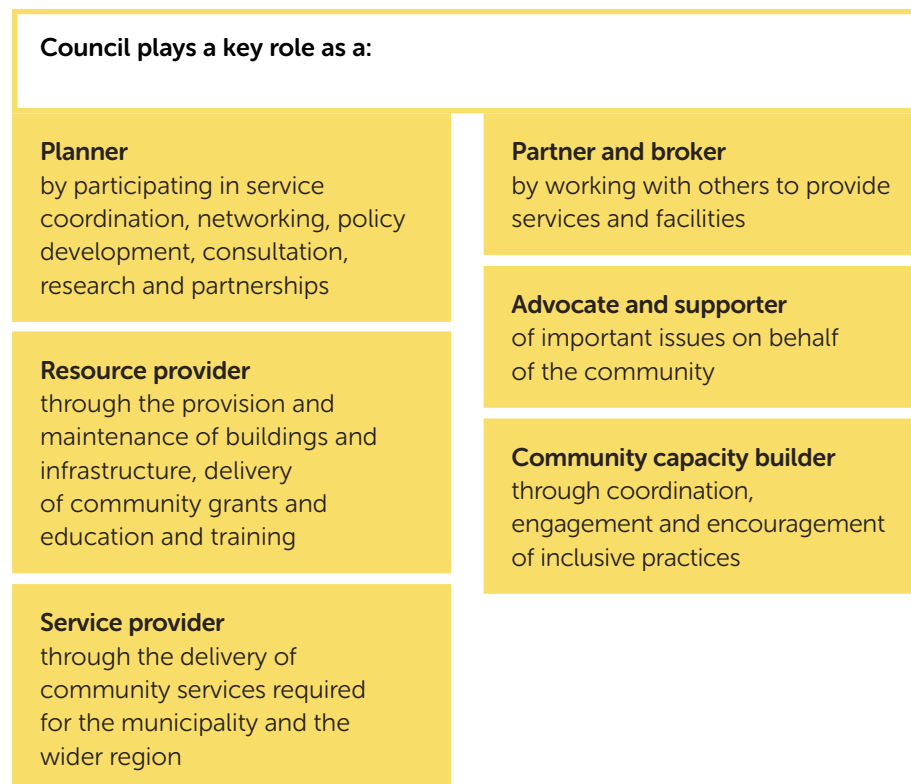 Council plays a key role as a:
Planner
by participating in service
coordination, networking, policy
development, consultation,
research and partnerships
Resource provider
through the provision and
maintenance of buildings and
infrastructure, delivery
of community grants and
education and training
Service provider
through the delivery of
community services required
for the municipality and the
wider region
Partner and broker
by working with others to provide
services and facilities
Advocate and supporter
of important issues on behalf
of the community
Community capacity builder
through coordination,
engagement and encouragement
of inclusive practices